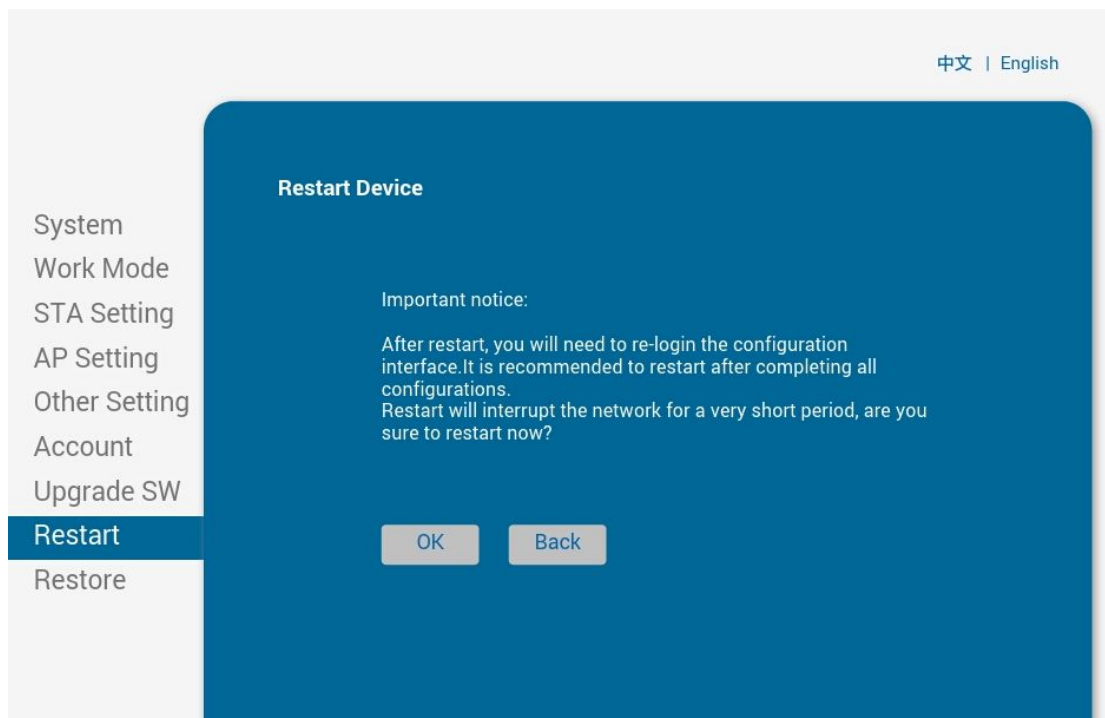 中文 | English
Restart Device
System
Work Mode
STA Setting
AP Setting
Other Setting
Account
Upgrade SW
Restart
Restore
Important notice:
After restart, you will need to re-login the configuration
interface.It is recommended to restart after completing all
configurations.
Restart will interrupt the network for a very short period, are you
sure to restart now?
OK Back